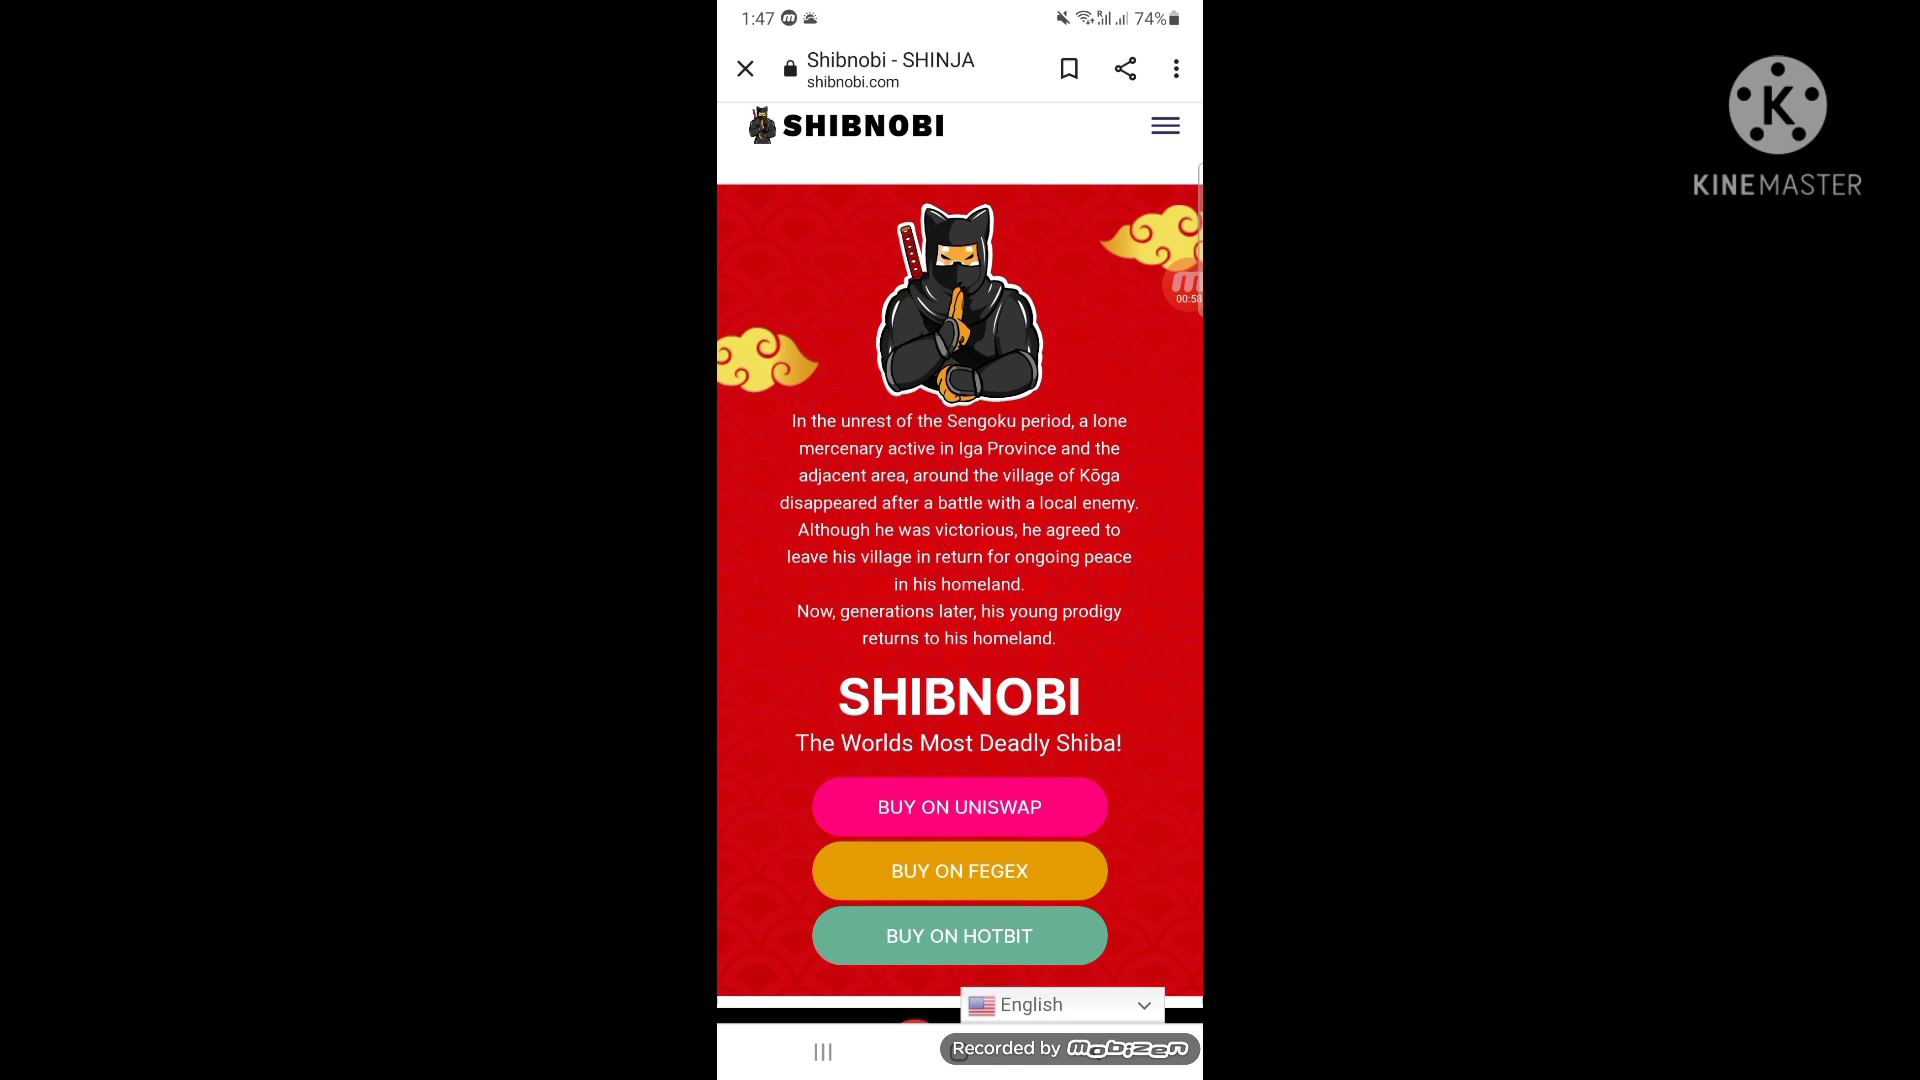 1:47
74%
Shibnobi - SHINJA
shibnobi.com
SHIBNOBI
K
KINEMASTER
00:58
In the unrest of the Sengoku period, a lone
mercenary active in Iga Province and the
adjacent area, around the village of Kōga
disappeared after a battle with a local enemy.
Although he was victorious, he agreed to
leave his village in return for ongoing peace
in his homeland.
Now, generations later, his young prodigy
returns to his homeland.
SHIBNOBI
The Worlds Most Deadly Shiba!
BUY ON UNISWAP
BUY ON FEGEX
BUY ON HOTBIT
English
Recorded by mobizen